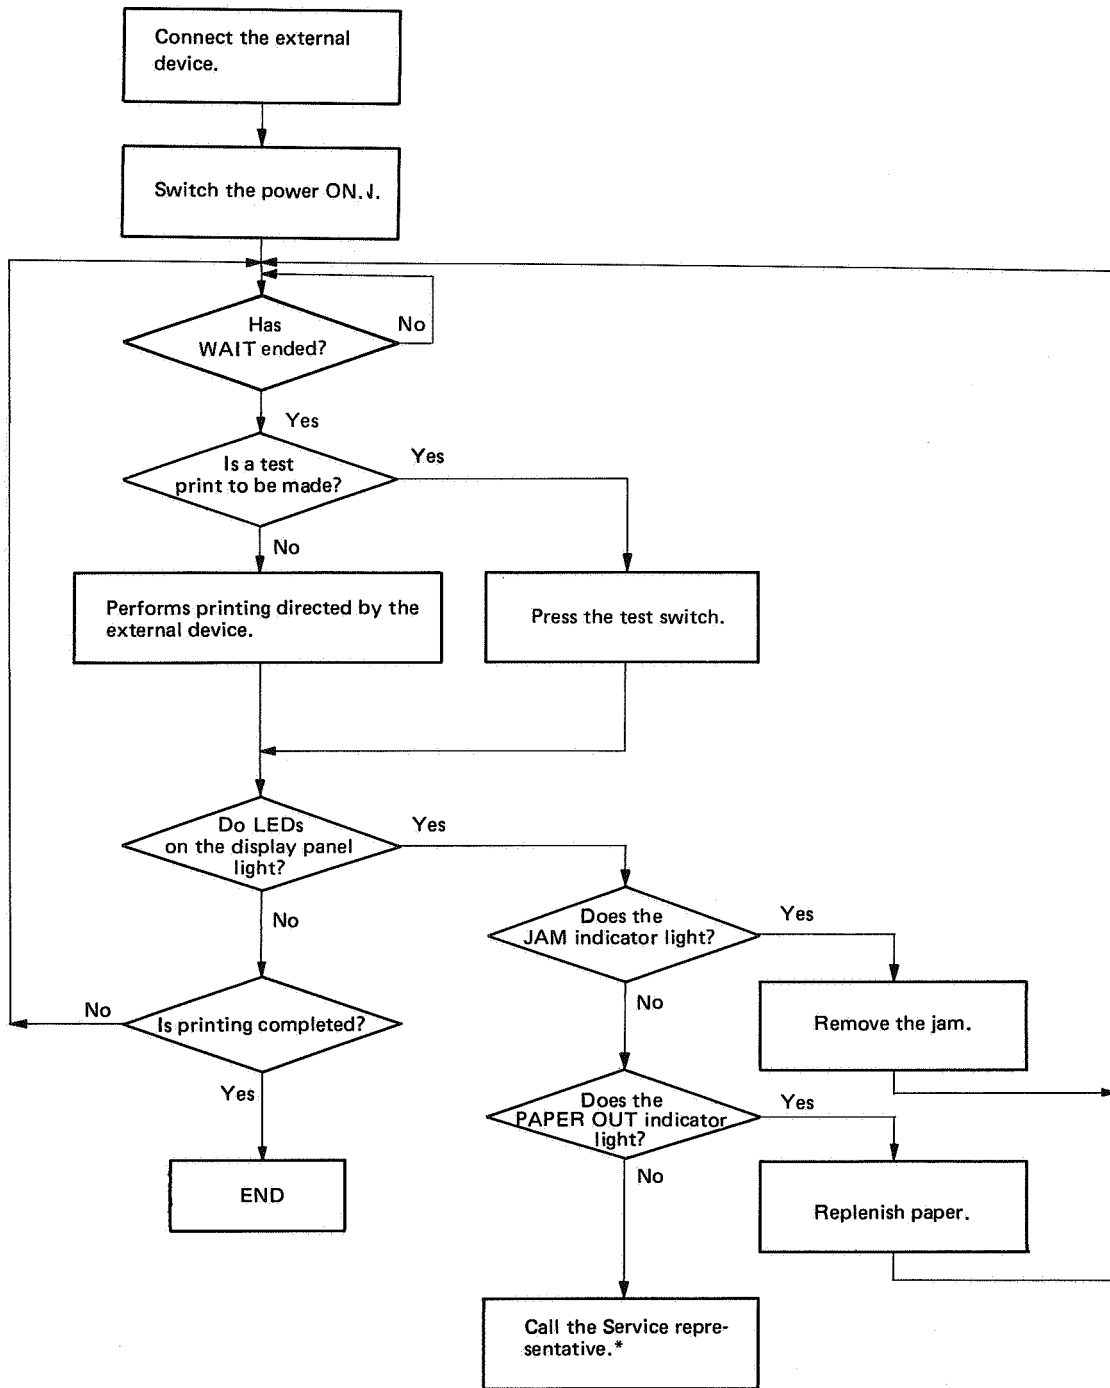 Connect the external
device.
Switch the power ON.
Has
WAIT ended?
No
Yes
Is a test
print to be made?
Yes
No
Performs printing directed by the
external device.
Press the test switch.
Do LEDs
on the display panel
light?
Yes
No
Does the
JAM indicator light?
Yes
No
Remove the jam.
Is printing completed?
No
Yes
END
Does the
PAPER OUT indicator
light?
Yes
No
Replenish paper.
Call the Service repre-
sentative.*